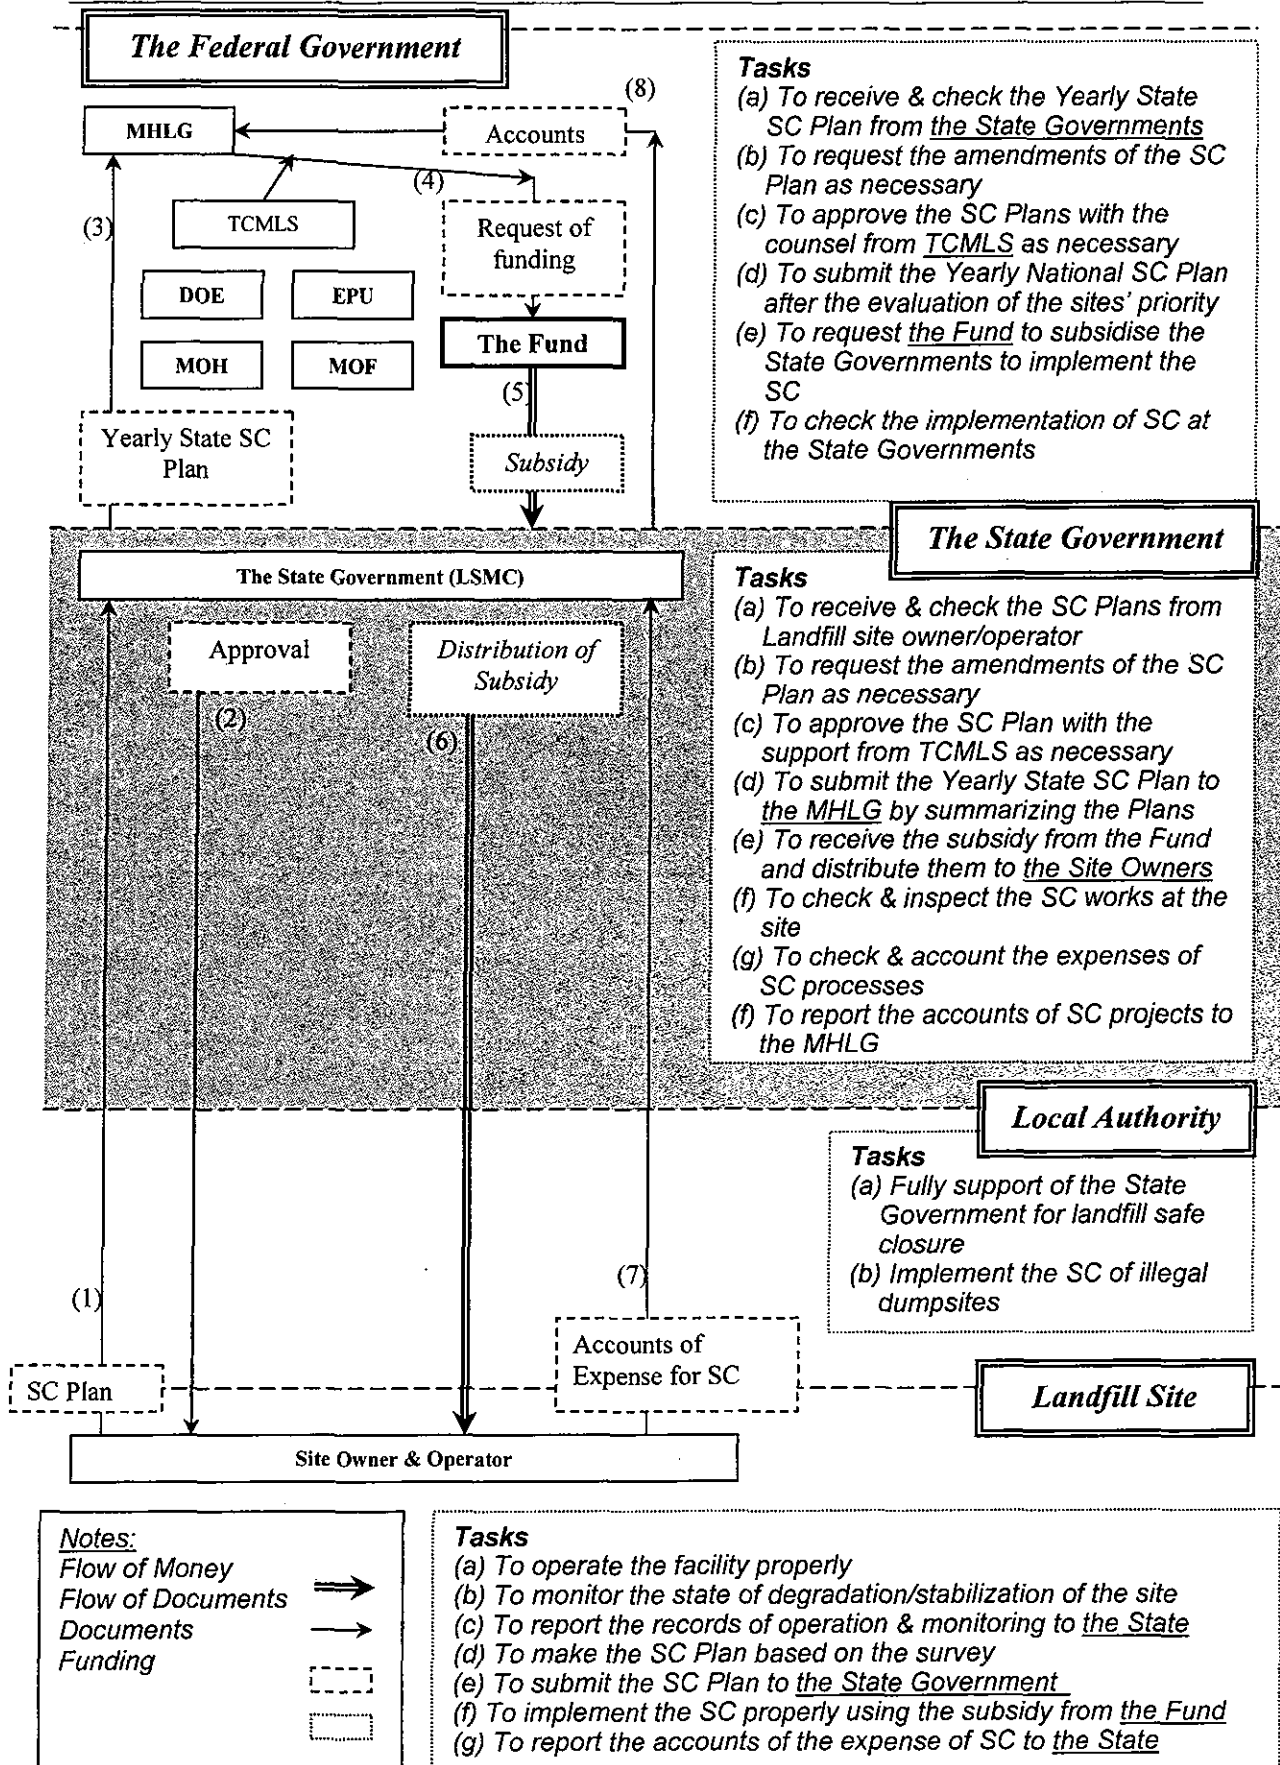 The Federal Government
(8)
MHLG
Accounts
(4)
(3)
TCMLS
Request of
funding
DOE
EPU
The Fund
MOH
MOF
(5)
Yearly State SC
Plan
Subsidy
Tasks
(a) To receive & check the Yearly State
SC Plan from the State Governments
(b) To request the amendments of the SC
Plan as necessary
(c) To approve the SC Plans with the
counsel from TCMLS as necessary
(d) To submit the Yearly National SC Plan
after the evaluation of the sites' priority
(e) To request the Fund to subsidise the
State Governments to implement the
SC
(f) To check the implementation of SC at
the State Governments
The State Government
The State Government (LSMC)
Approval
Distribution of
Subsidy
(2)
(6)
Tasks
(a) To receive & check the SC Plans from
Landfill site owner/operator
(b) To request the amendments of the SC
Plan as necessary
(c) To approve the SC Plan with the
support from TCMLS as necessary
(d) To submit the Yearly State SC Plan to
the MHLG by summarizing the Plans
(e) To receive the subsidy from the Fund
and distribute them to the Site Owners
(f) To check & inspect the SC works at the
site
(g) To check & account the expenses of
SC processes
(f) To report the accounts of SC projects to
the MHLG
Local Authority
Tasks
(a) Fully support of the State
Government for landfill safe
closure
(b) Implement the SC of illegal
dumpsites
(1)
(7)
SC Plan
Accounts of
Expense for SC
Landfill Site
Site Owner & Operator
Notes:
Flow of Money
Flow of Documents
Documents
Funding
Tasks
(a) To operate the facility properly
(b) To monitor the state of degradation/stabilization of the site
(c) To report the records of operation & monitoring to the State
(d) To make the SC Plan based on the survey
(e) To submit the SC Plan to the State Government
(f) To implement the SC properly using the subsidy from the Fund
(g) To report the accounts of the expense of SC to the State